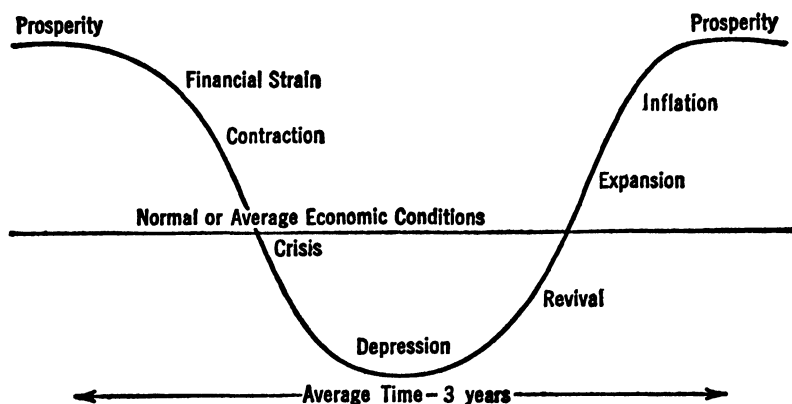 Prosperity
Prosperity
Financial Strain
Inflation
Contraction
Expansion
Normal or Average Economic Conditions
Crisis
Revival
Depression
Average Time – 3 years